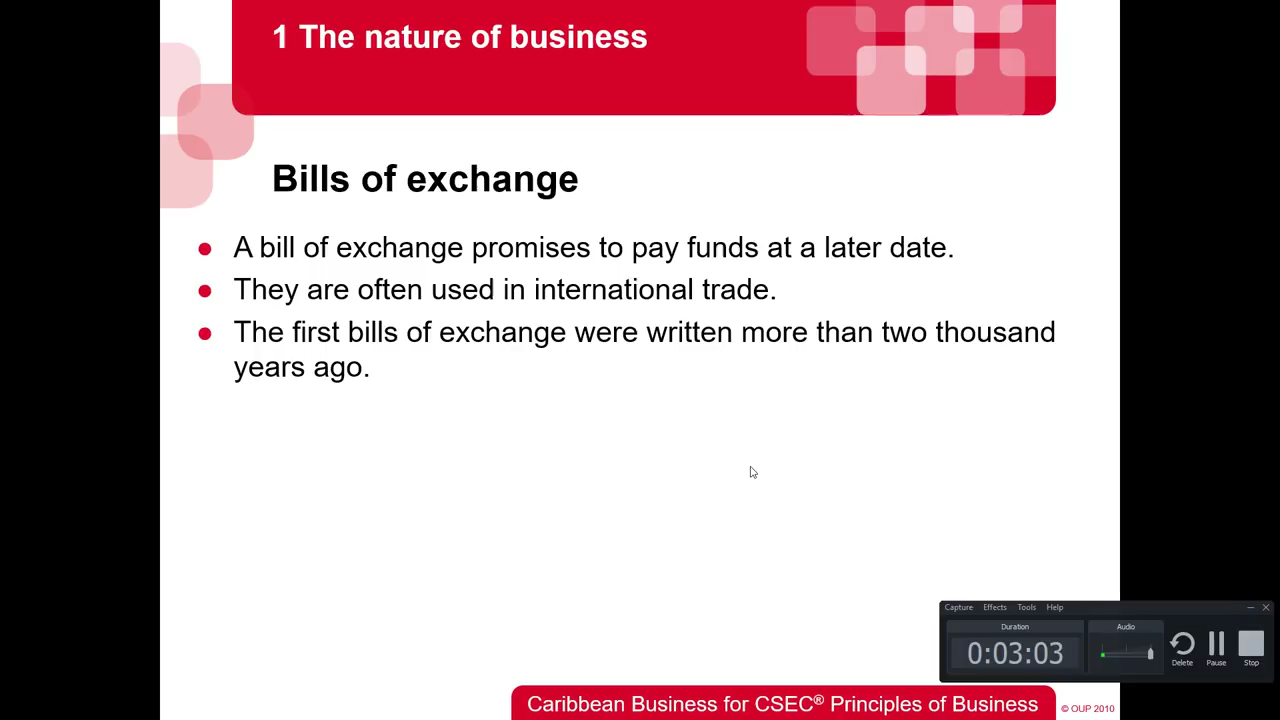 1 The nature of business
Bills of exchange
● A bill of exchange promises to pay funds at a later date.
● They are often used in international trade.
● The first bills of exchange were written more than two thousand
years ago.
Capture Effects Tools Help
Duration Audio
0:03:03
Delete Pause Stop
Caribbean Business for CSEC® Principles of Business © OUP 2010